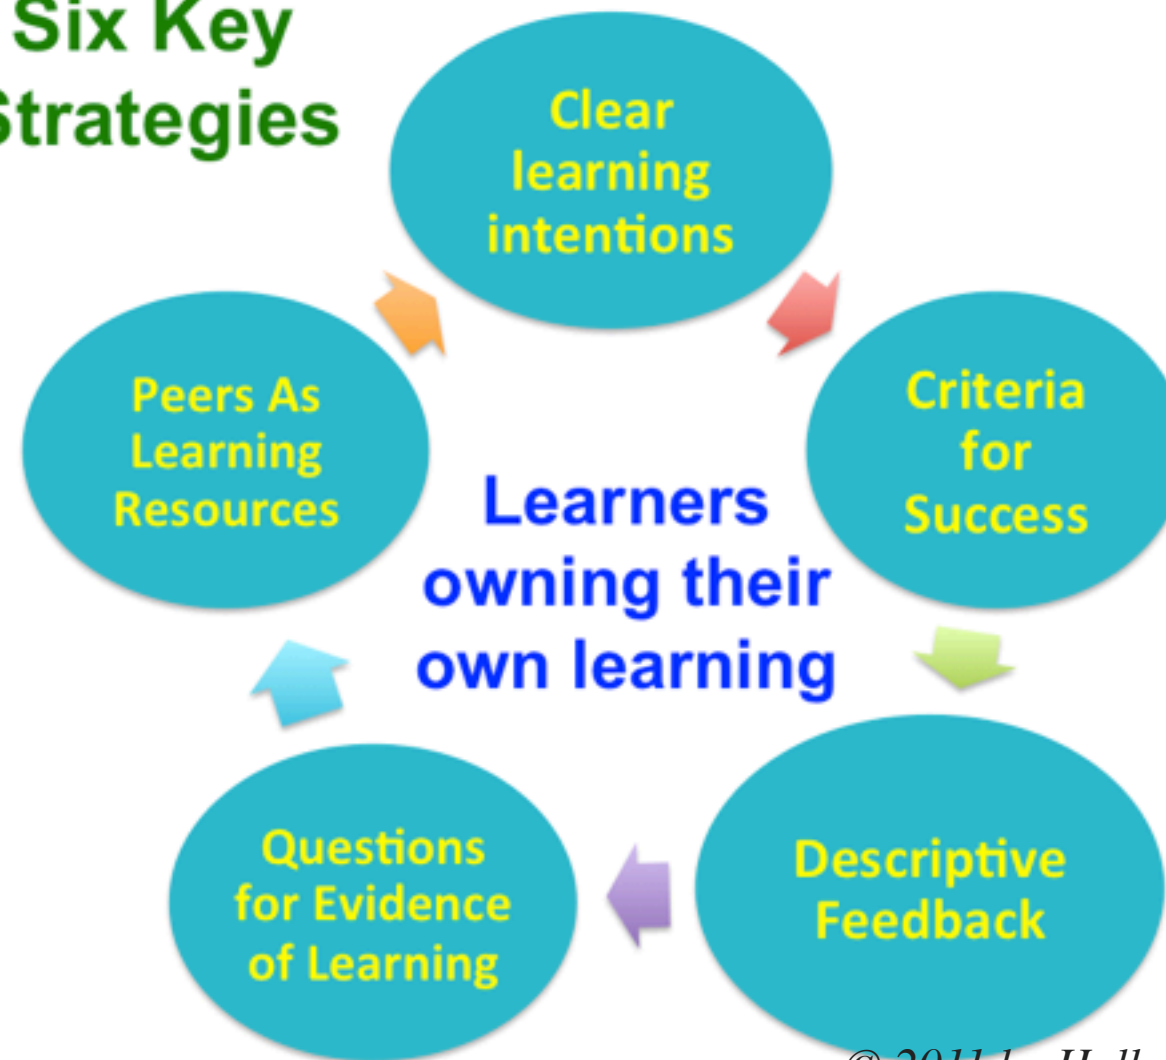 Six Key
Strategies
Clear
learning
intentions
Criteria
for
Success
Descriptive
Feedback
Questions
for Evidence
of Learning
Peers As
Learning
Resources
Learners
owning their
own learning
© 2011 by